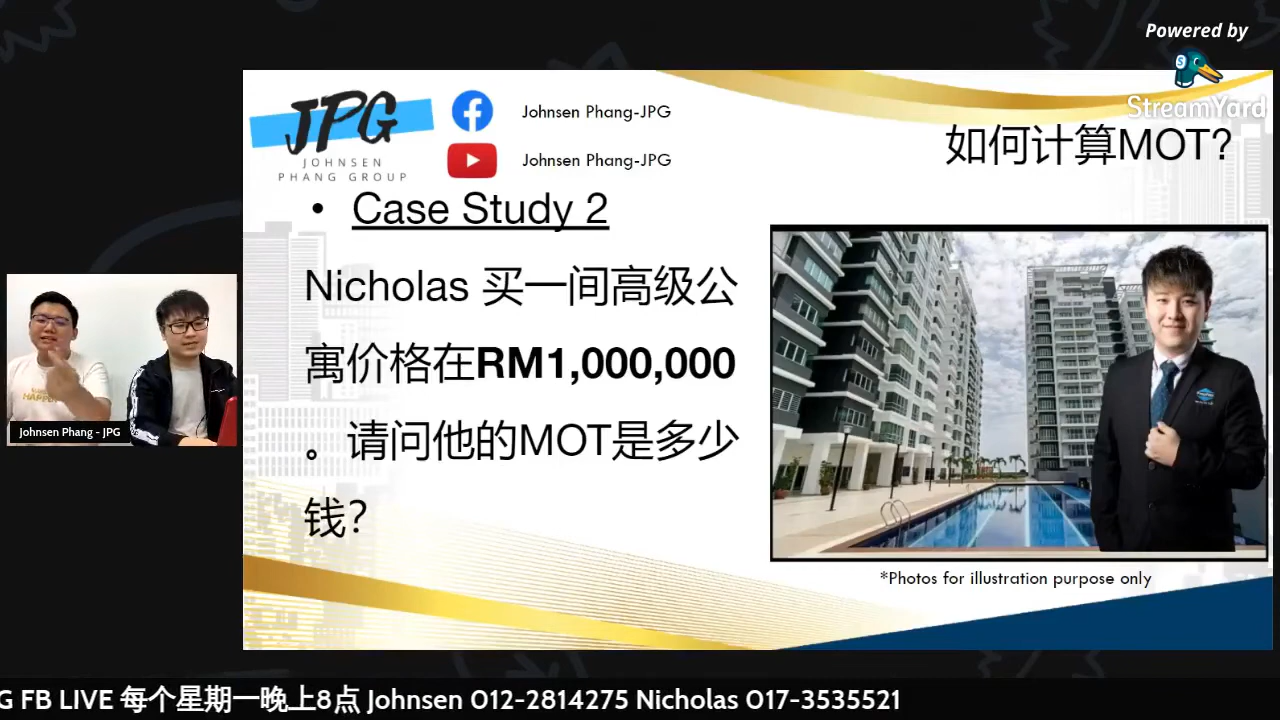 Powered by
StreamYard
JPG
JOHNSEN
PHANG GROUP
Johnsen Phang-JPG
Johnsen Phang-JPG
如何计算MOT?
• Case Study 2
Nicholas 买一间高级公
寓价格在RM1,000,000
。请问他的MOT是多少
钱?
*Photos for illustration purpose only
Johnsen Phang - JPG
G FB LIVE 每个星期一晚上8点 Johnsen 012-2814275 Nicholas 017-3535521